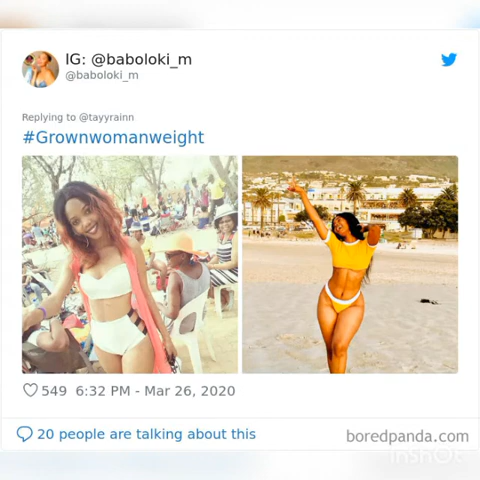 IG: @baboloki_m
@baboloki_m
Replying to @tayyrainn
#Grownwomanweight
549 6:32 PM - Mar 26, 2020
20 people are talking about this
boredpanda.com
INSHOT